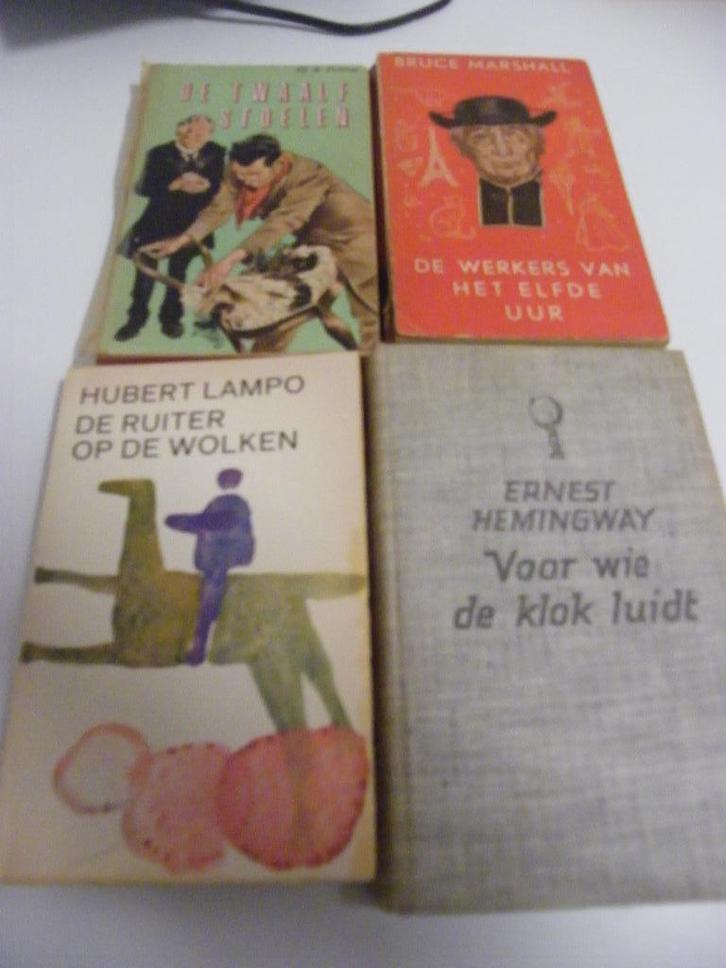 DE TWAALF
STOELEN
BRUCE MARSHALL
DE WERKERS VAN
HET ELFDE
UUR
HUBERT LAMPO
DE RUITER
OP DE WOLKEN
ERNEST
HEMINGWAY
Voor wie
de klok luidt